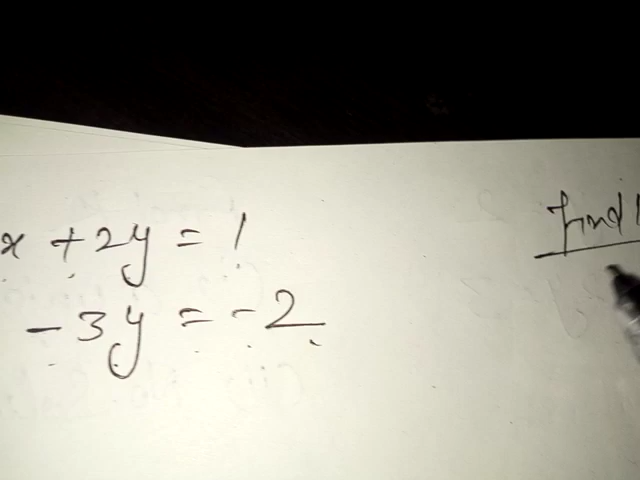 x + 2y = 1
- 3y = -2
find